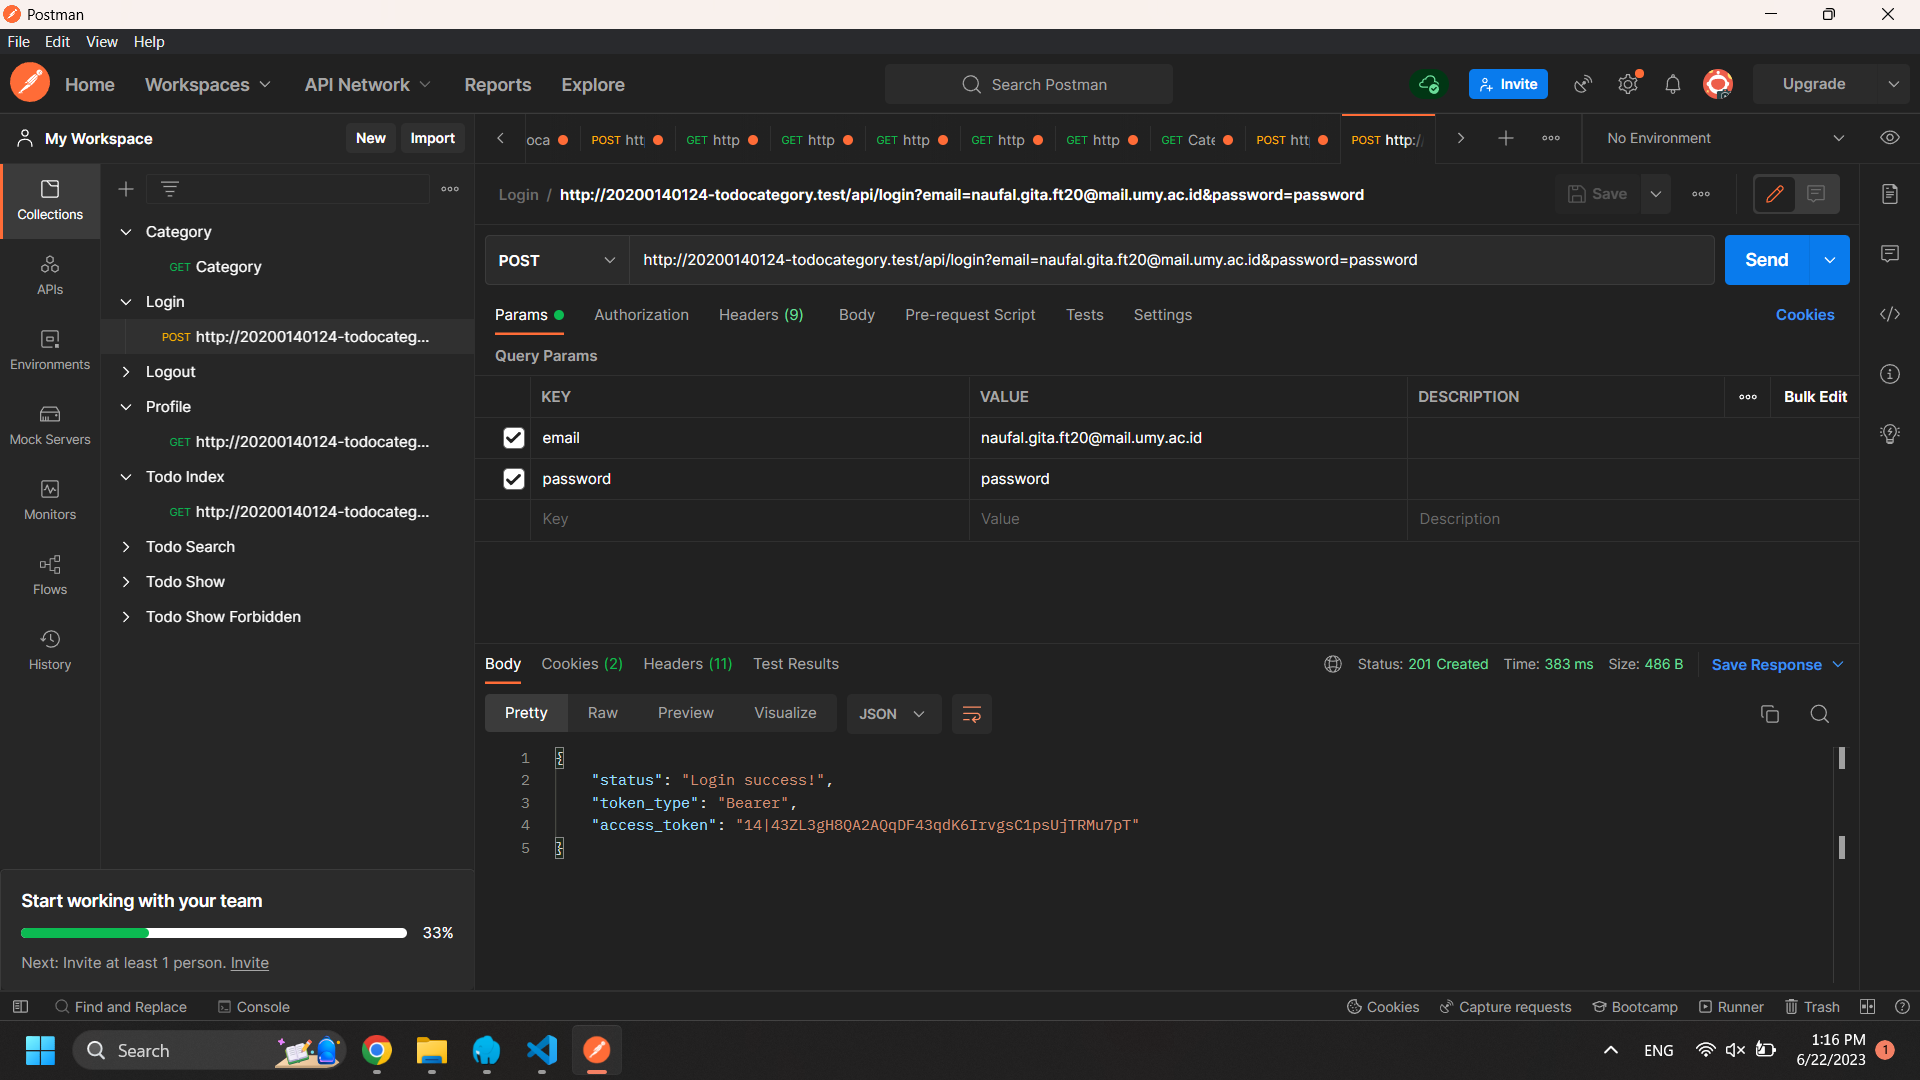 Postman
File Edit View Help
Home Workspaces API Network Reports Explore Search Postman Invite Upgrade
My Workspace New Import
oca POST htt GET http GET http GET http GET http GET http GET Cate POST htt POST http:/ No Environment
Collections
APIs
Environments
Mock Servers
Monitors
Flows
History
Category
GET Category
Login
POST http://20200140124-todocateg...
Logout
Profile
GET http://20200140124-todocateg...
Todo Index
GET http://20200140124-todocateg...
Todo Search
Todo Show
Todo Show Forbidden
Start working with your team
33%
Next: Invite at least 1 person. Invite
Login / http://20200140124-todocategory.test/api/login?email=naufal.gita.ft20@mail.umy.ac.id&password=password
Save
POST http://20200140124-todocategory.test/api/login?email=naufal.gita.ft20@mail.umy.ac.id&password=password Send
Params Authorization Headers (9) Body Pre-request Script Tests Settings Cookies
Query Params
KEY VALUE DESCRIPTION Bulk Edit
email naufal.gita.ft20@mail.umy.ac.id
password password
Key Value Description
Body Cookies (2) Headers (11) Test Results Status: 201 Created Time: 383 ms Size: 486 B Save Response
Pretty Raw Preview Visualize JSON
1 {
2 "status": "Login success!",
3 "token_type": "Bearer",
4 "access_token": "14|43ZL3gH8QA2AQqDF43qdK6IrvgsC1psUjTRMu7pT"
5 }
Find and Replace Console Cookies Capture requests Bootcamp Runner Trash
Search ENG 1:16 PM 1
6/22/2023